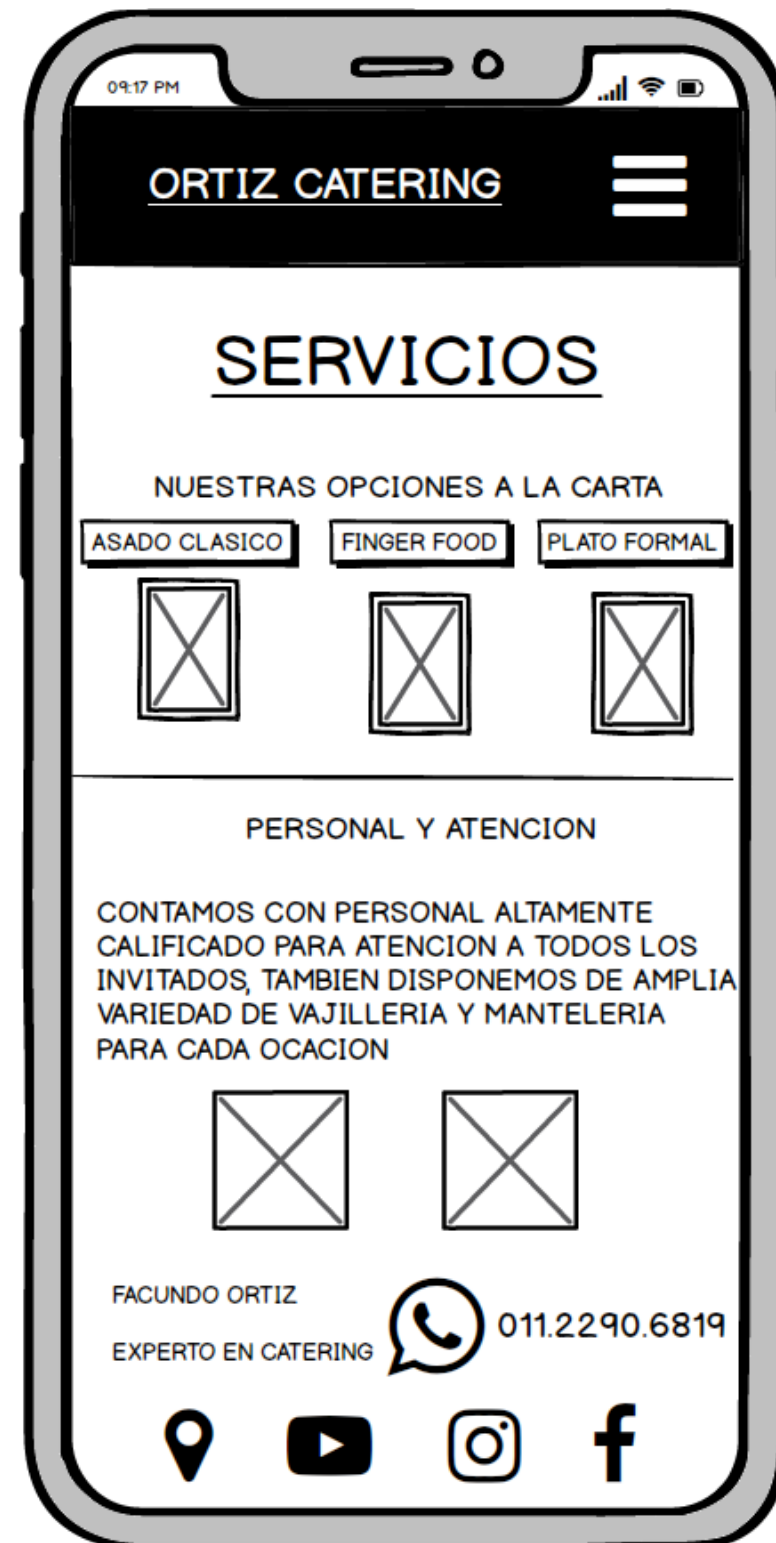 09:17 PM
ORTIZ CATERING
SERVICIOS
NUESTRAS OPCIONES A LA CARTA
ASADO CLASICO FINGER FOOD PLATO FORMAL
PERSONAL Y ATENCION
CONTAMOS CON PERSONAL ALTAMENTE
CALIFICADO PARA ATENCION A TODOS LOS
INVITADOS, TAMBIEN DISPONEMOS DE AMPLIA
VARIEDAD DE VAJILLERIA Y MANTELERIA
PARA CADA OCACION
FACUNDO ORTIZ
EXPERTO EN CATERING
011.2290.6819